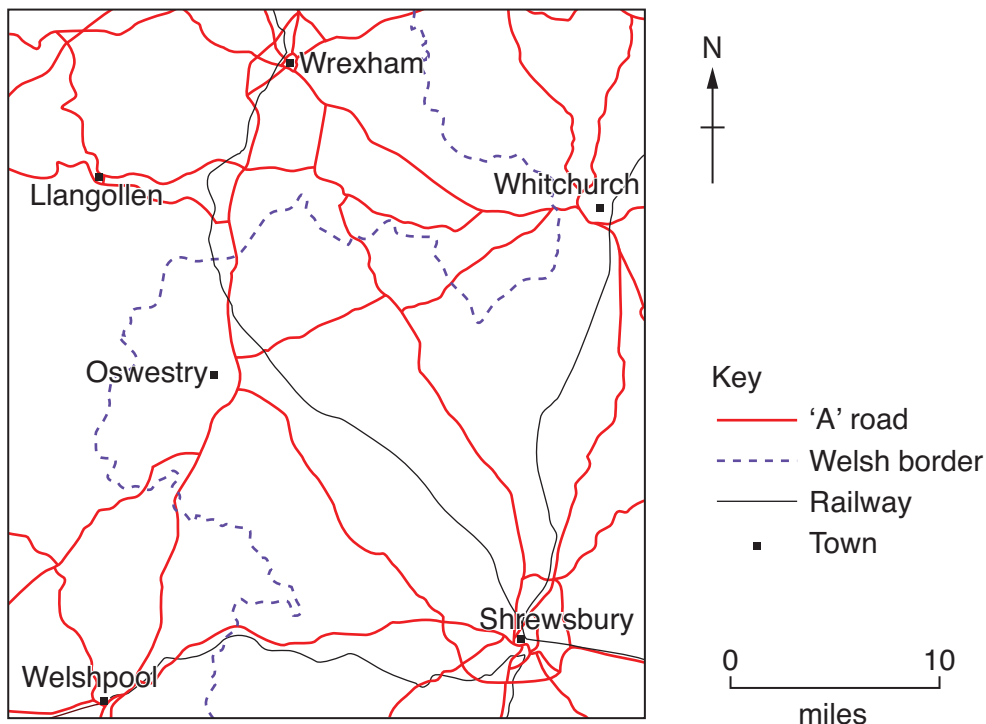 Wrexham
Llangollen
Whitchurch
Oswestry
Shrewsbury
Welshpool
N
Key
‘A’ road
Welsh border
Railway
Town
0 10
miles